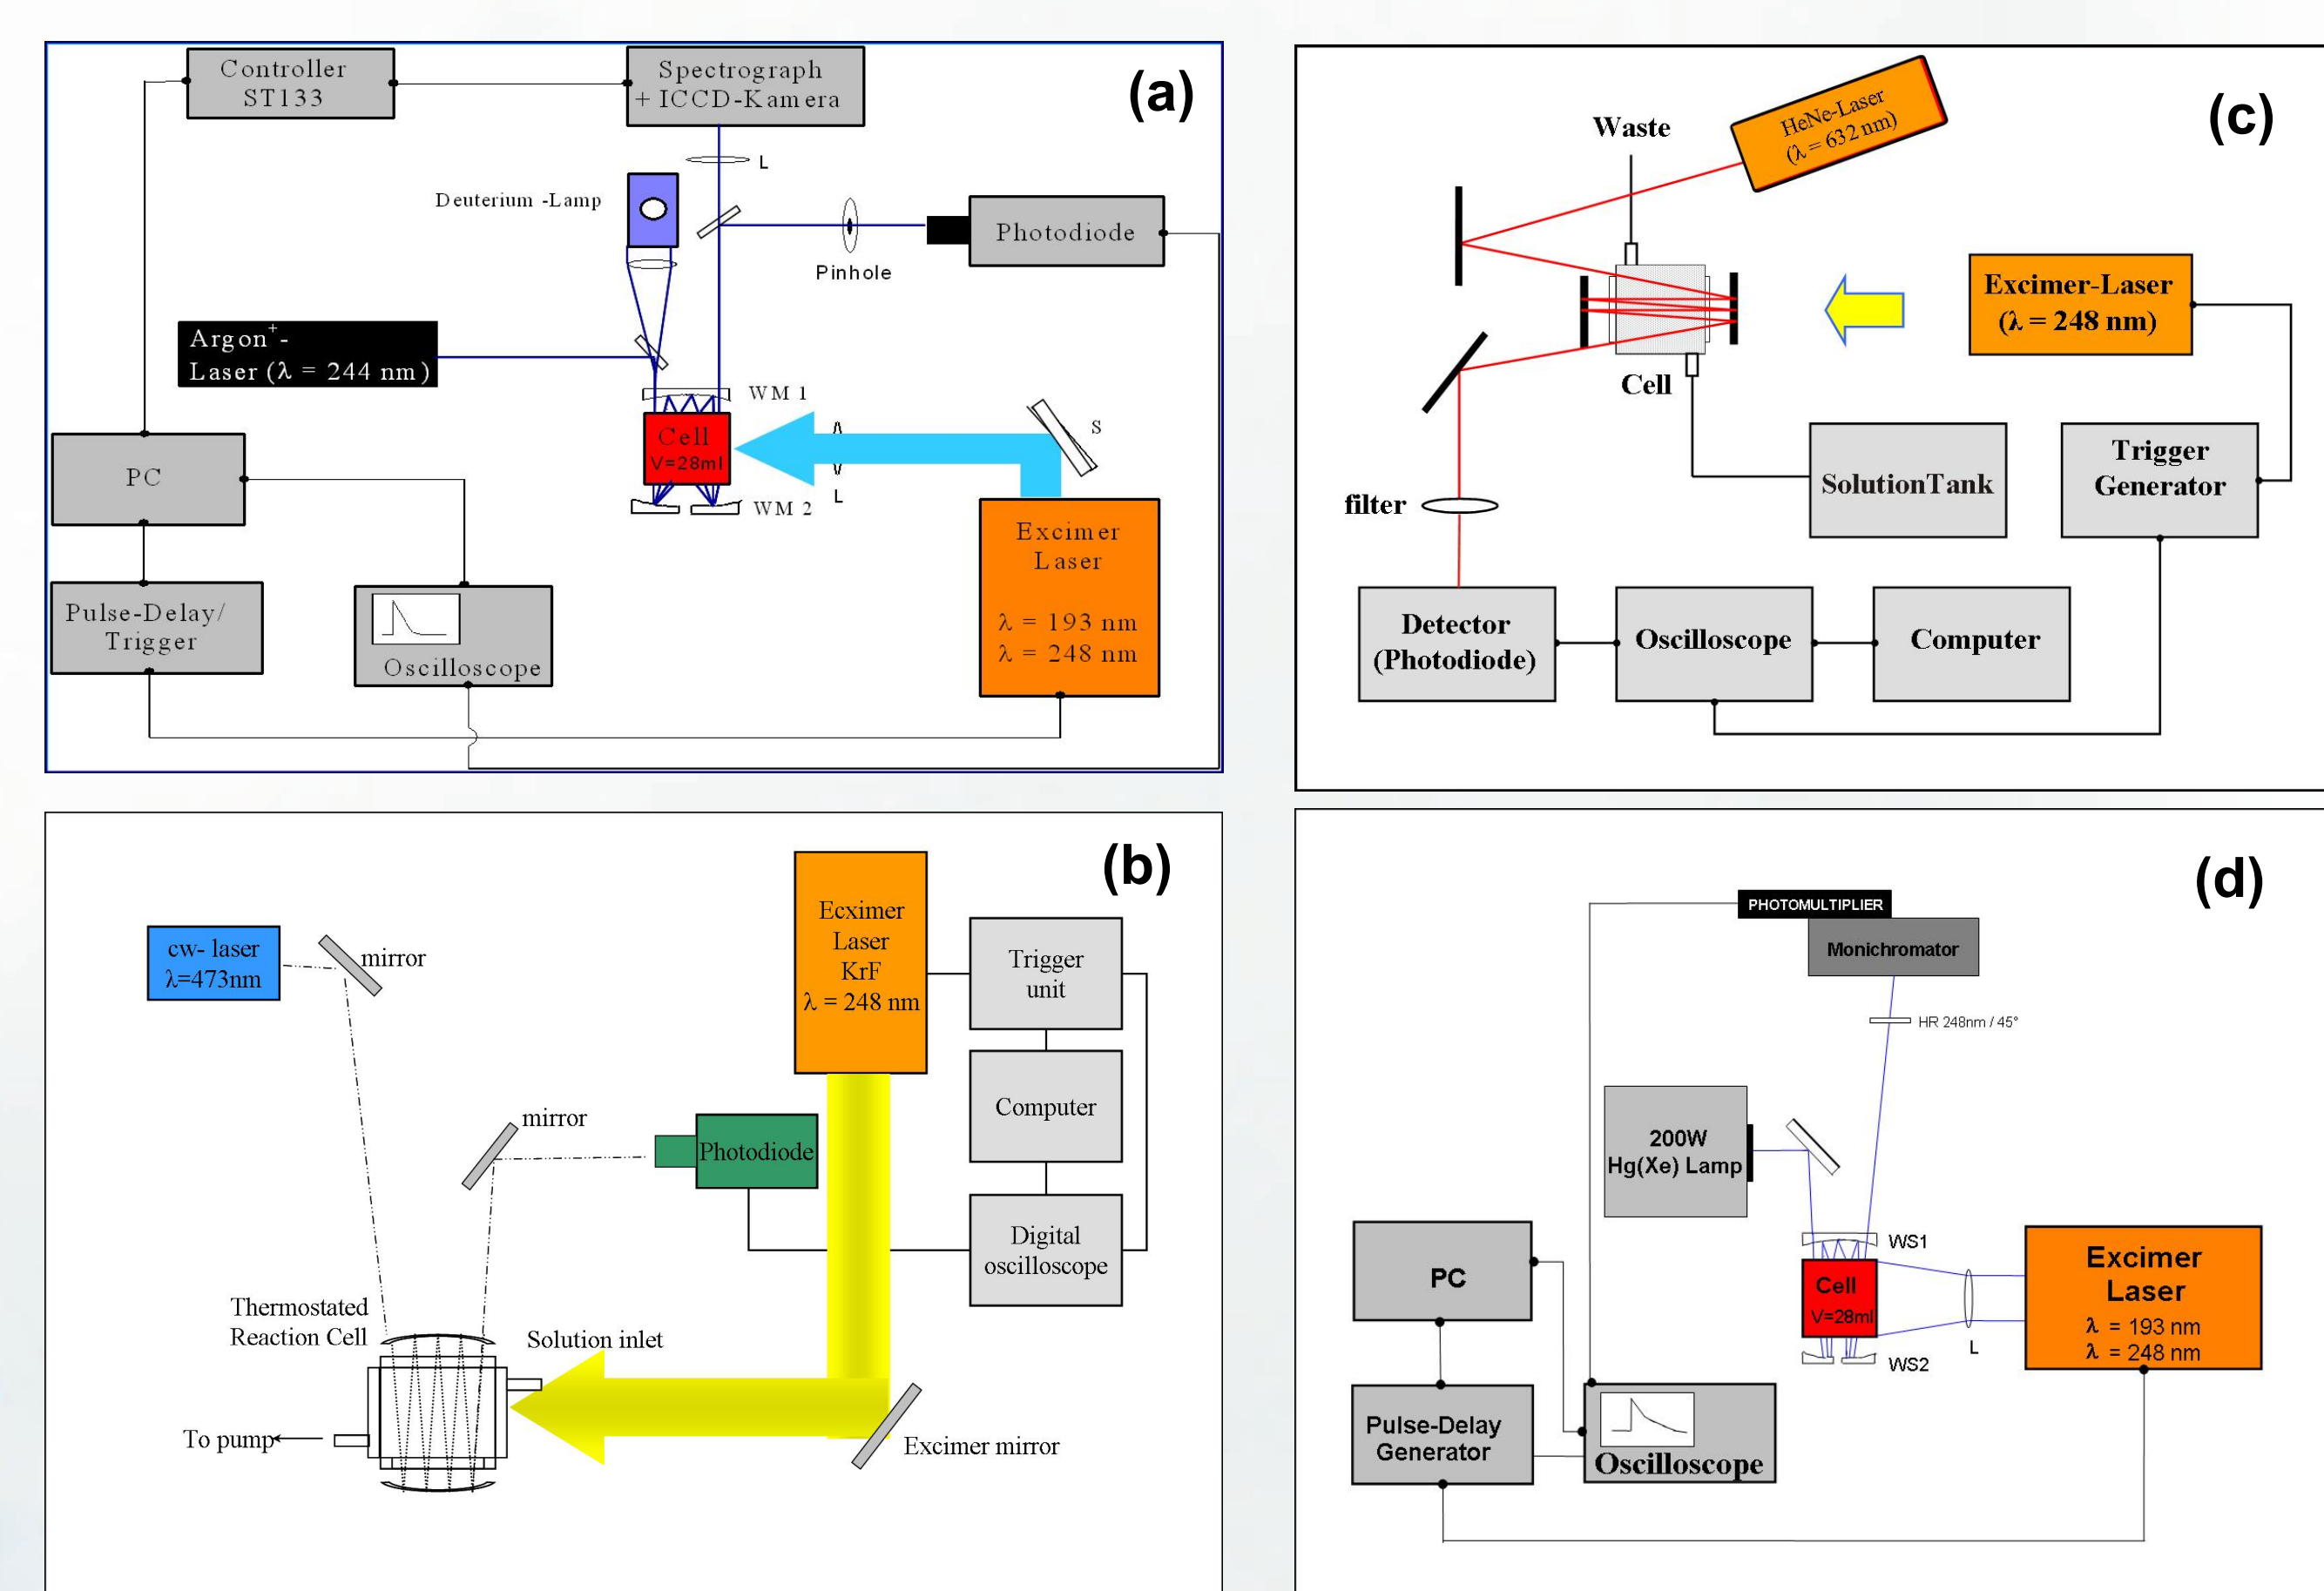 (a)
Controller
ST133
Spectrograph
+ ICCD-Kamera
L
Deuterium -Lamp
Pinhole
Photodiode
Argon+-
Laser (λ = 244 nm)
WM 1
Cell
V=28ml
WM 2
L
S
PC
Excimer
Laser
λ = 193 nm
λ = 248 nm
Pulse-Delay/
Trigger
Oscilloscope
(c)
HeNe-Laser
(λ = 632 nm)
Waste
Excimer-Laser
(λ = 248 nm)
Cell
SolutionTank
Trigger
Generator
filter
Detector
(Photodiode)
Oscilloscope
Computer
(b)
Ecximer
Laser
KrF
λ = 248 nm
cw- laser
λ=473nm
mirror
Trigger
unit
mirror
Photodiode
Computer
Digital
oscilloscope
Thermostated
Reaction Cell
Solution inlet
To pump
Excimer mirror
(d)
PHOTOMULTIPLIER
Monichromator
HR 248nm / 45°
200W
Hg(Xe) Lamp
WS1
Cell
V=28ml
WS2
L
Excimer
Laser
λ = 193 nm
λ = 248 nm
PC
Pulse-Delay
Generator
Oscilloscope